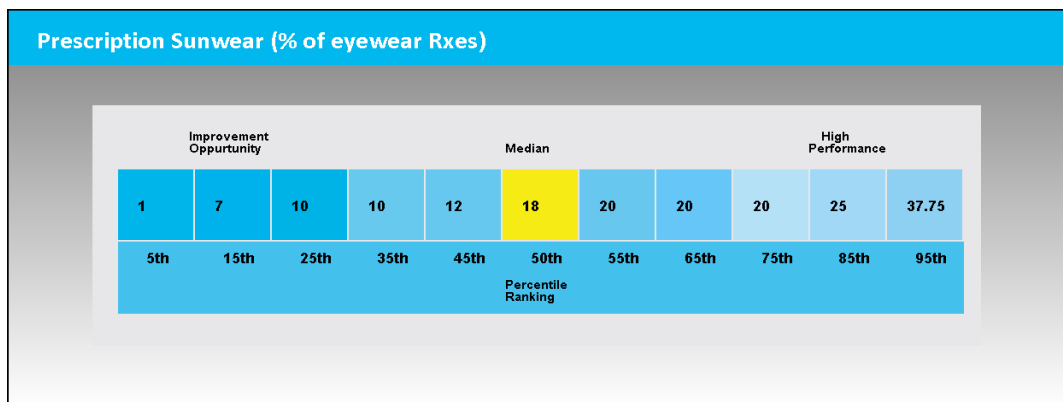 Prescription Sunwear (% of eyewear Rxes)
Improvement
Oppurtunity
Median
High
Performance
1 7 10 10 12 18 20 20 20 25 37.75
5th 15th 25th 35th 45th 50th 55th 65th 75th 85th 95th
Percentile
Ranking